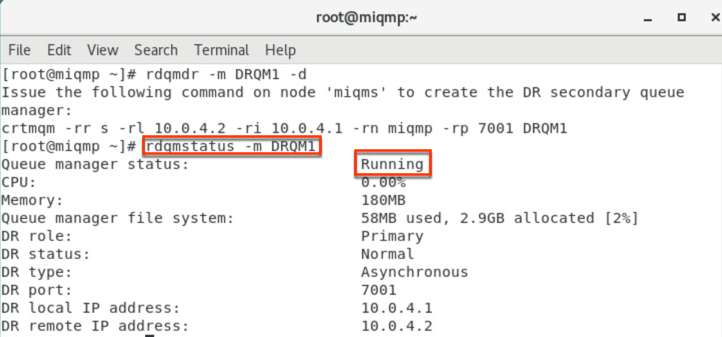 root@miqmp:~
File Edit View Search Terminal Help
[root@miqmp ~]# rdqmdr -m DRQM1 -d
Issue the following command on node 'miqms' to create the DR secondary queue
manager:
crtmqm -rr s -rl 10.0.4.2 -ri 10.0.4.1 -rn miqmp -rp 7001 DRQM1
[root@miqmp ~]# rdqmstatus -m DRQM1
Queue manager status: Running
CPU: 0.00%
Memory: 180MB
Queue manager file system: 58MB used, 2.9GB allocated [2%]
DR role: Primary
DR status: Normal
DR type: Asynchronous
DR port: 7001
DR local IP address: 10.0.4.1
DR remote IP address: 10.0.4.2